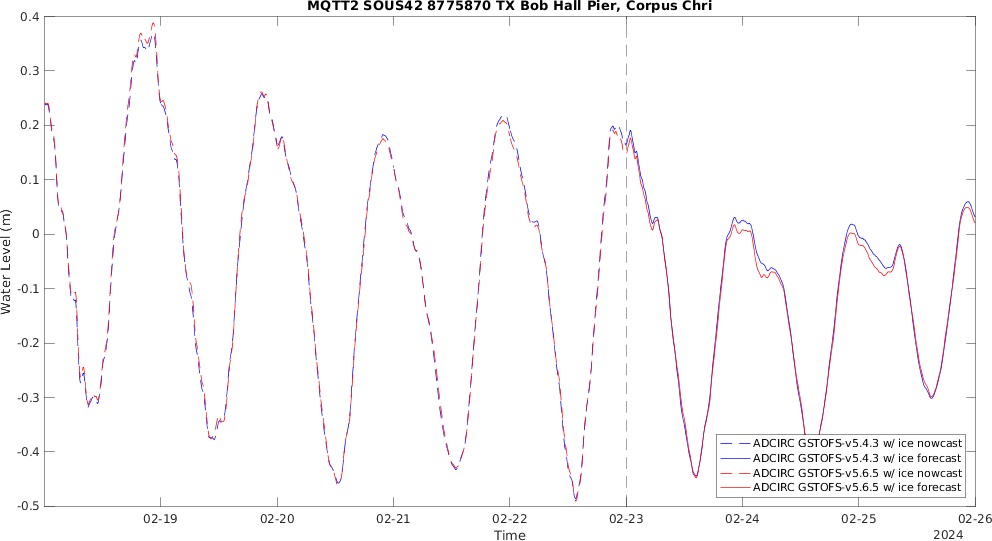 MQTT2 SOUS42 8775870 TX Bob Hall Pier, Corpus Chri
0.4
0.3
0.2
0.1
0
-0.1
-0.2
-0.3
-0.4
-0.5
Water Level (m)
ADCIRC GSTOFS-v5.4.3 w/ ice nowcast
ADCIRC GSTOFS-v5.4.3 w/ ice forecast
ADCIRC GSTOFS-v5.6.5 w/ ice nowcast
ADCIRC GSTOFS-v5.6.5 w/ ice forecast
02-19 02-20 02-21 02-22 02-23 02-24 02-25 02-26
Time
2024